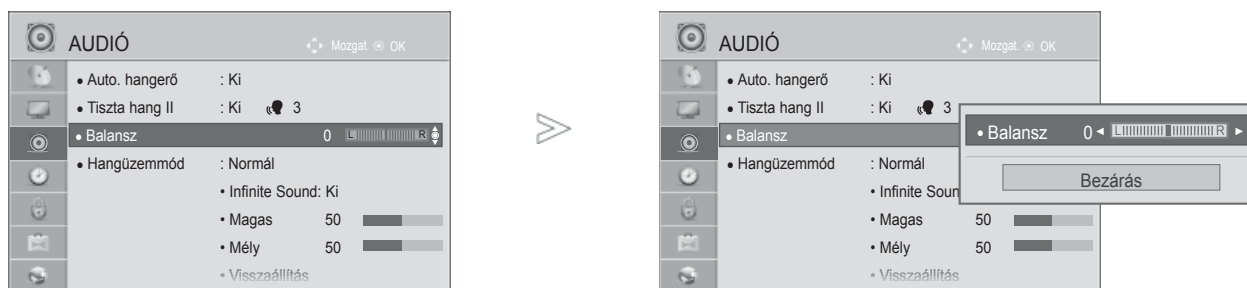 AUDIÓ Mozgat. OK
• Auto. hangerő : Ki
• Tiszta hang II : Ki 3
• Balansz 0 L R
• Hangüzemmód : Normál
• Infinite Sound: Ki
• Magas 50
• Mély 50
• Visszaállítás
>
AUDIÓ Mozgat. OK
• Auto. hangerő : Ki
• Tiszta hang II : Ki 3
• Balansz
• Hangüzemmód : Normál
• Infinite Soun
• Magas 50
• Mély 50
• Visszaállítás
• Balansz 0 ◄ L R ►
Bezárás